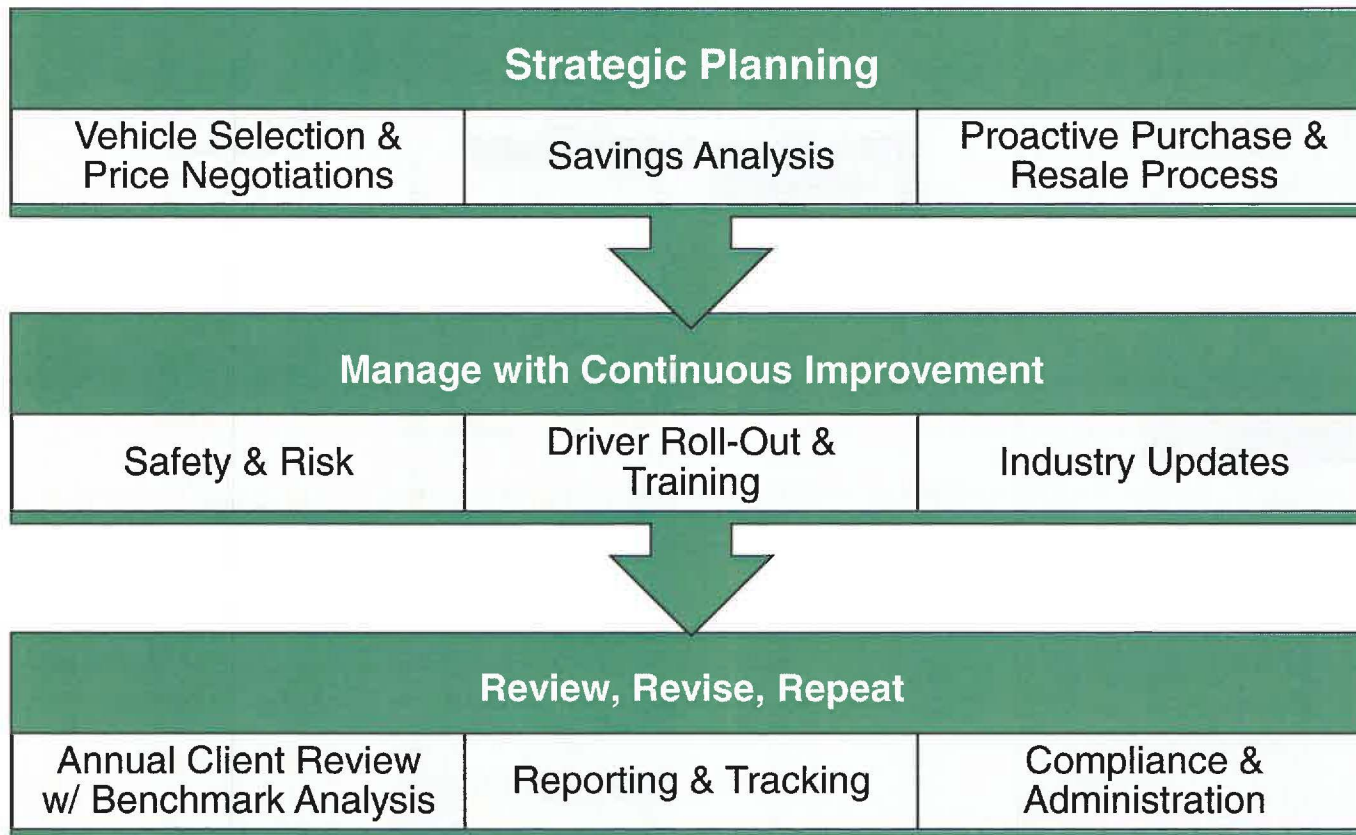 Strategic Planning
Vehicle Selection &
Price Negotiations
Savings Analysis
Proactive Purchase &
Resale Process
Manage with Continuous Improvement
Safety & Risk
Driver Roll-Out &
Training
Industry Updates
Review, Revise, Repeat
Annual Client Review
w/ Benchmark Analysis
Reporting & Tracking
Compliance &
Administration